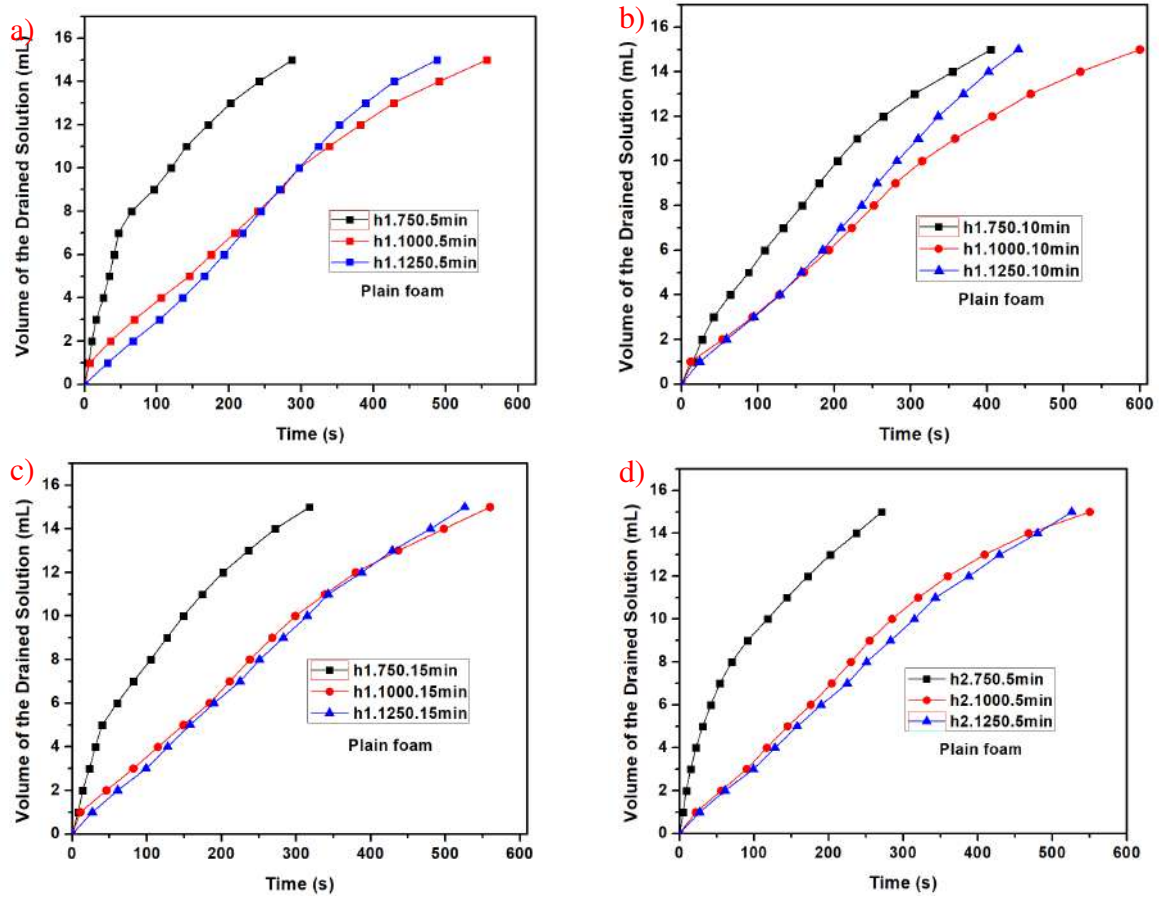 a)
Volume of the Drained Solution (mL)
16
14
12
10
8
6
4
2
0
h1.750.5min
h1.1000.5min
h1.1250.5min
Plain foam
0 100 200 300 400 500 600
Time (s)
b)
Volume of the Drained Solution (mL)
16
14
12
10
8
6
4
2
0
h1.750.10min
h1.1000.10min
h1.1250.10min
Plain foam
0 100 200 300 400 500 600
Time (s)
c)
Volume of the Drained Solution (mL)
16
14
12
10
8
6
4
2
0
h1.750.15min
h1.1000.15min
h1.1250.15min
Plain foam
0 100 200 300 400 500 600
Time (s)
d)
Volume of the Drained Solution (mL)
16
14
12
10
8
6
4
2
0
h2.750.5min
h2.1000.5min
h2.1250.5min
Plain foam
0 100 200 300 400 500 600
Time (s)